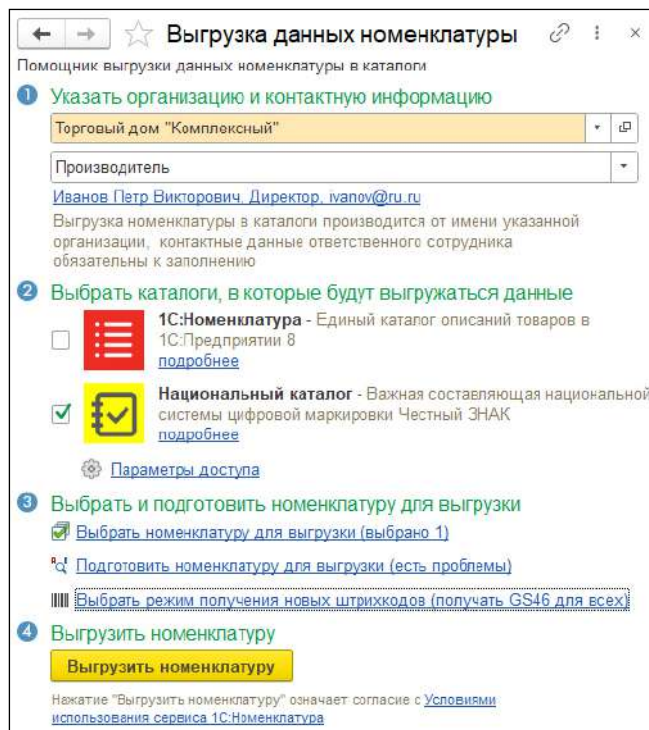 Выгрузка данных номенклатуры
Помощник выгрузки данных номенклатуры в каталоги
1 Указать организацию и контактную информацию
Торговый дом "Комплексный"
Производитель
Иванов Петр Викторович, Директор, ivanov@ru.ru
Выгрузка номенклатуры в каталоги производится от имени указанной
организации, контактные данные ответственного сотрудника
обязательны к заполнению
2 Выбрать каталоги, в которые будут выгружаться данные
1С:Номенклатура - Единый каталог описаний товаров в
1С:Предприятии 8
подробнее
Национальный каталог - Важная составляющая национальной
системы цифровой маркировки Честный ЗНАК
подробнее
Параметры доступа
3 Выбрать и подготовить номенклатуру для выгрузки
Выбрать номенклатуру для выгрузки (выбрано 1)
Подготовить номенклатуру для выгрузки (есть проблемы)
Выбрать режим получения новых штрихкодов (получать GS46 для всех)
4 Выгрузить номенклатуру
Выгрузить номенклатуру
Нажатие "Выгрузить номенклатуру" означает согласие с Условиями
использования сервиса 1С:Номенклатура